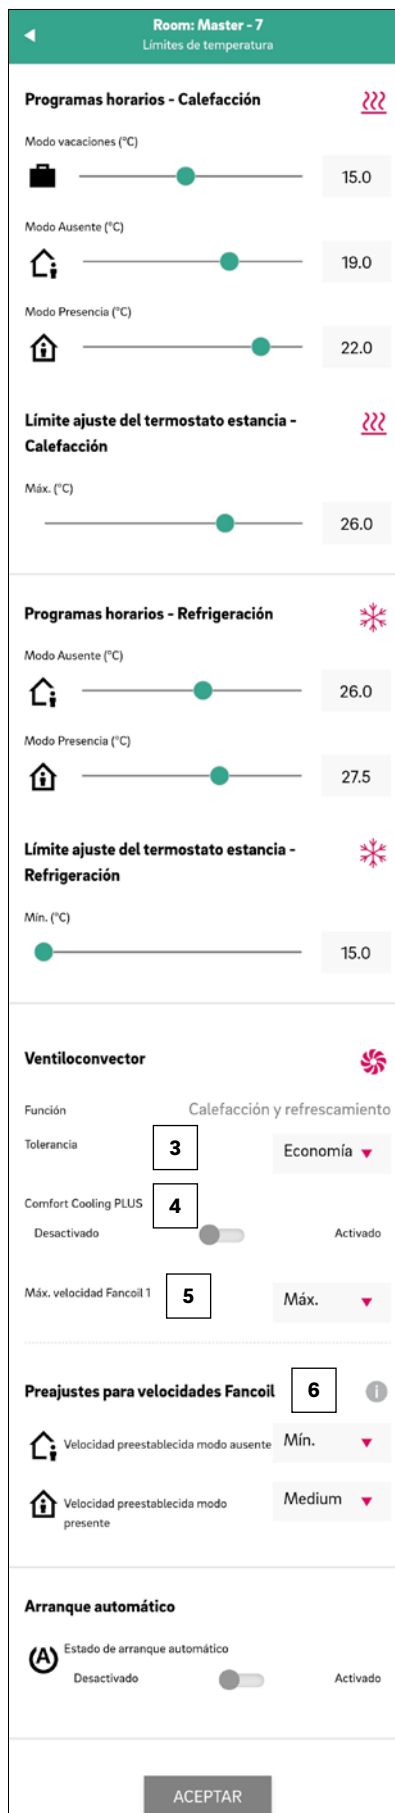 Room: Master - 7
Límites de temperatura
Programas horarios - Calefacción
Modo vacaciones (°C)
15.0
Modo Ausente (°C)
19.0
Modo Presencia (°C)
22.0
Límite ajuste del termostato estancia -
Calefacción
Máx. (°C)
26.0
Programas horarios - Refrigeración
Modo Ausente (°C)
26.0
Modo Presencia (°C)
27.5
Límite ajuste del termostato estancia -
Refrigeración
Mín. (°C)
15.0
Ventiloconvector
Función Calefacción y refrescamiento
Tolerancia 3 Economía
Comfort Cooling PLUS 4
Desactivado Activado
Máx. velocidad Fancoil 1 5 Máx.
Preajustes para velocidades Fancoil 6 i
Velocidad preestablecida modo ausente Mín.
Velocidad preestablecida modo Medium
presente
Arranque automático
A Estado de arranque automático
Desactivado Activado
ACEPTAR